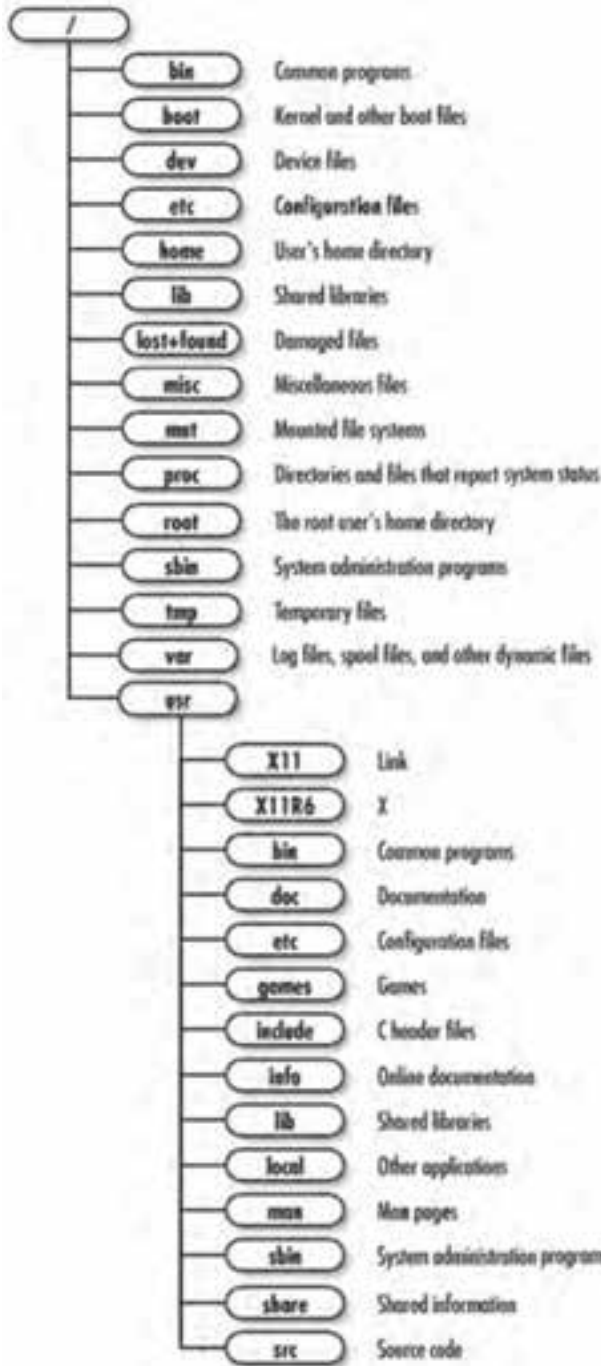 /
bin Common programs
boot Kernel and other boot files
dev Device files
etc Configuration files
home User's home directory
lib Shared libraries
lost+found Damaged files
misc Miscellaneous files
mnt Mounted file systems
proc Directories and files that report system status
root The root user's home directory
sbin System administration programs
tmp Temporary files
var Log files, spool files, and other dynamic files
usr
X11 Link
X11R6 X
bin Common programs
doc Documentation
etc Configuration files
games Games
include C header files
info Online documentation
lib Shared libraries
local Other applications
man Man pages
sbin System administration program
share Shared information
src Source code